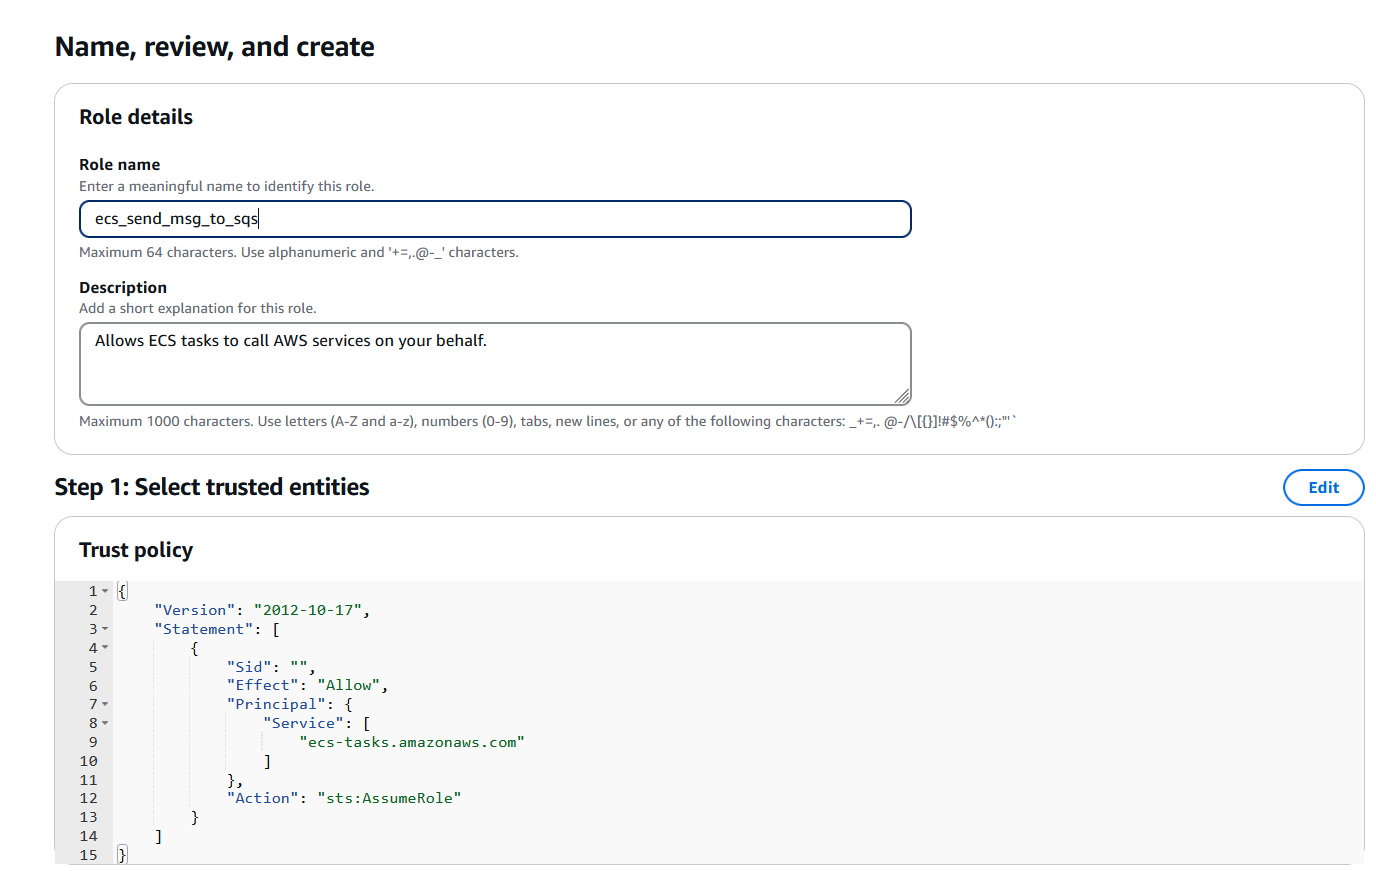 Name, review, and create
Role details
Role name
Enter a meaningful name to identify this role.
ecs_send_msg_to_sqs
Maximum 64 characters. Use alphanumeric and '+=,.@-_' characters.
Description
Add a short explanation for this role.
Allows ECS tasks to call AWS services on your behalf.
Maximum 1000 characters. Use letters (A-Z and a-z), numbers (0-9), tabs, new lines, or any of the following characters: _+=,. @-/\[{}]!#$%^*();:"'`
Step 1: Select trusted entities
Edit
Trust policy
1 {
2     "Version": "2012-10-17",
3     "Statement": [
4         {
5             "Sid": "",
6             "Effect": "Allow",
7             "Principal": {
8                 "Service": [
9                     "ecs-tasks.amazonaws.com"
10                 ]
11             },
12             "Action": "sts:AssumeRole"
13         }
14     ]
15 }